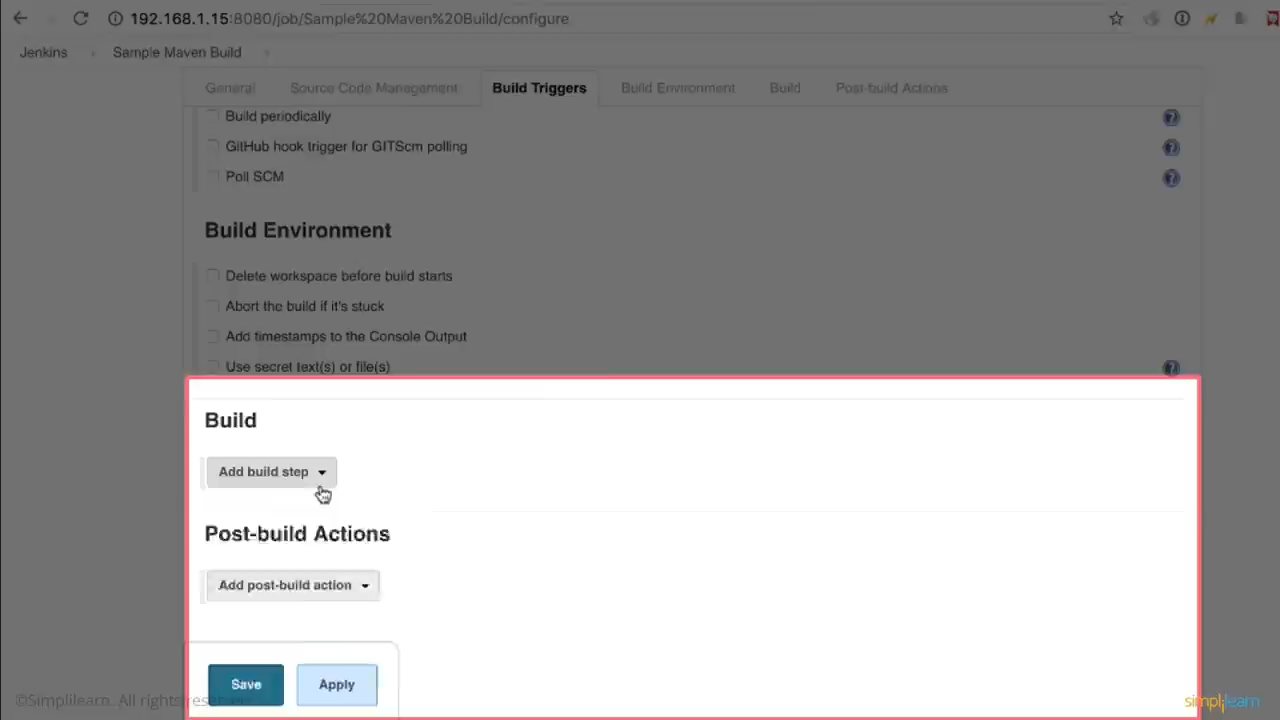 192.168.1.15:8080/job/Sample%20Maven%20Build/configure
Jenkins Sample Maven Build
General Source Code Management Build Triggers Build Environment Build Post-build Actions
Build periodically
GitHub hook trigger for GITScm polling
Poll SCM
Build Environment
Delete workspace before build starts
Abort the build if it's stuck
Add timestamps to the Console Output
Use secret text(s) or file(s)
Build
Add build step
Post-build Actions
Add post-build action
Save Apply
©Simplilearn. All rights reserved
simplilearn